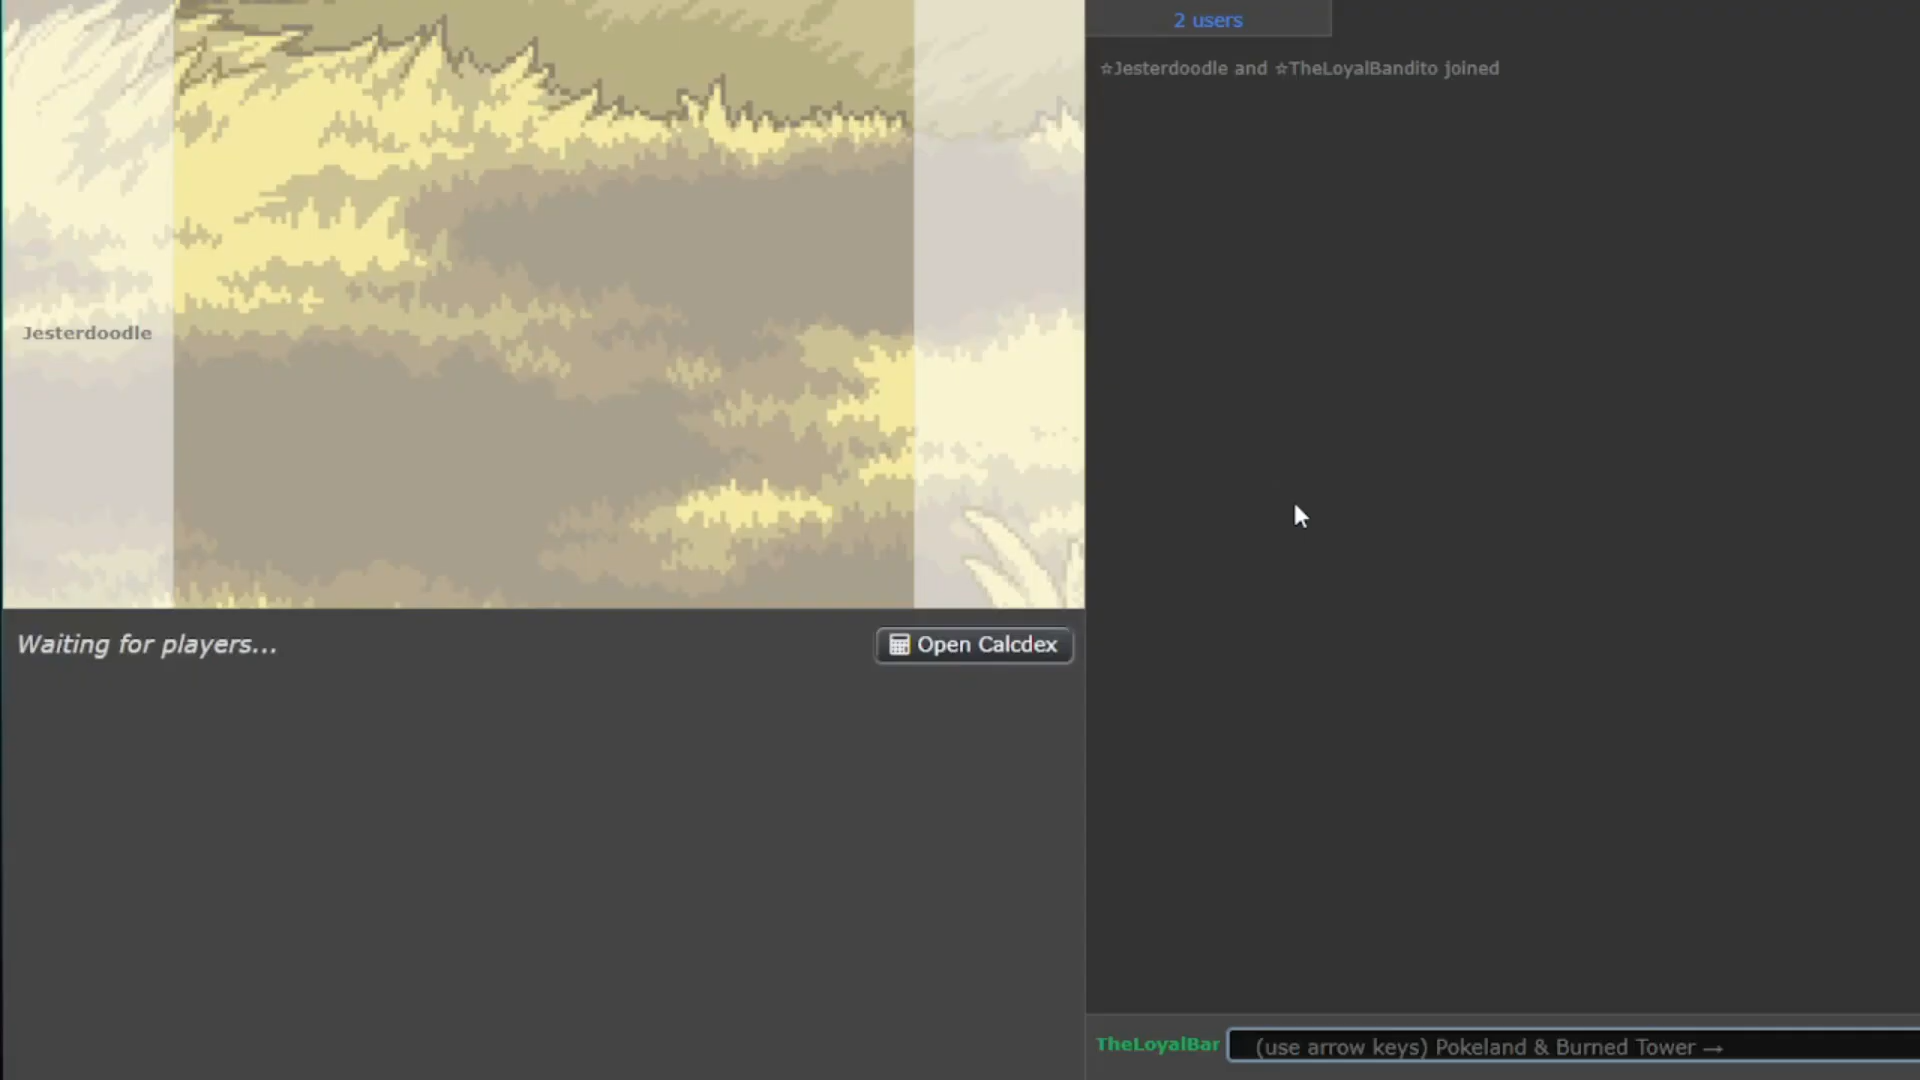 2 users
☆Jesterdoodle and ☆TheLoyalBandito joined
Jesterdoodle
Waiting for players...
Open Calcdex
TheLoyalBar
(use arrow keys) Pokeland & Burned Tower →